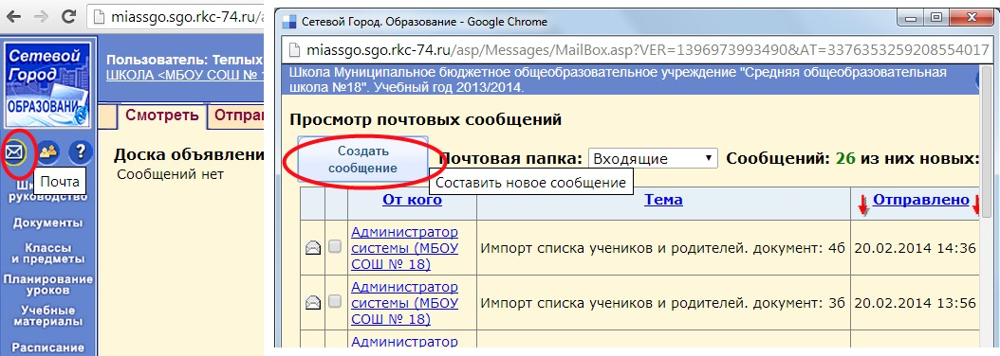 miassgo.sgo.rkc-74.ru/
Сетевой
Город
ОБРАЗОВАНИ
Пользователь: Теплых
ШКОЛА <МБОУ СОШ № 1
Смотреть
Отправ
Доска объявлени
Сообщений нет
Почта
руководство
Документы
Классы
и предметы
Планирование
уроков
Учебные
материалы
Расписание
Сетевой Город. Образование - Google Chrome
miassgo.sgo.rkc-74.ru/asp/Messages/MailBox.asp?VER=1396973993490&AT=3376353259208554017
Школа Муниципальное бюджетное общеобразовательное учреждение "Средняя общеобразовательная
школа №18". Учебный год 2013/2014.
Просмотр почтовых сообщений
Создать
сообщение
Почтовая папка: Входящие Сообщений: 26 из них новых:
Составить новое сообщение
От кого Тема Отправлено
Администратор
системы (МБОУ
СОШ № 18)
Импорт списка учеников и родителей. документ: 4б
20.02.2014 14:36
Администратор
системы (МБОУ
СОШ № 18)
Импорт списка учеников и родителей. документ: 3б
20.02.2014 13:56
Администратор